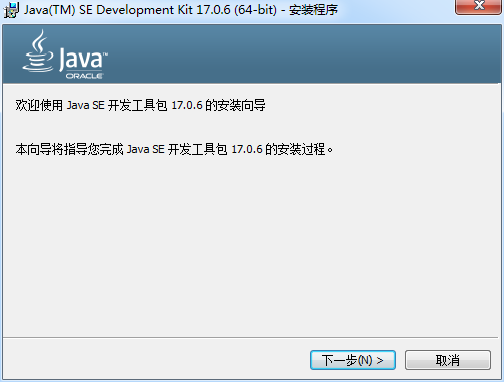 Java(TM) SE Development Kit 17.0.6 (64-bit) - 安装程序
Java™
ORACLE
欢迎使用 Java SE 开发工具包 17.0.6 的安装向导
本向导将指导您完成 Java SE 开发工具包 17.0.6 的安装过程。
下一步(N) >
取消